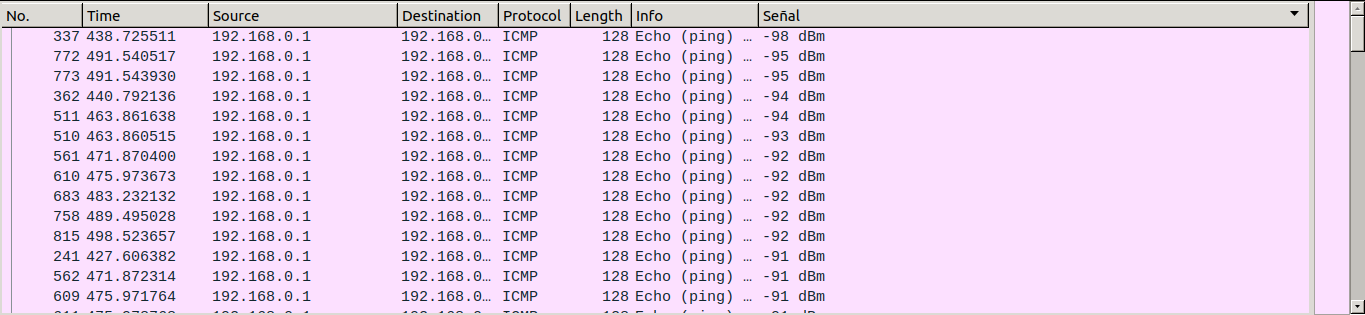 No. Time Source Destination Protocol Length Info Señal
337 438.725511 192.168.0.1 192.168.0… ICMP 128 Echo (ping) … -98 dBm
772 491.540517 192.168.0.1 192.168.0… ICMP 128 Echo (ping) … -95 dBm
773 491.543930 192.168.0.1 192.168.0… ICMP 128 Echo (ping) … -95 dBm
362 440.792136 192.168.0.1 192.168.0… ICMP 128 Echo (ping) … -94 dBm
511 463.861638 192.168.0.1 192.168.0… ICMP 128 Echo (ping) … -94 dBm
510 463.860515 192.168.0.1 192.168.0… ICMP 128 Echo (ping) … -93 dBm
561 471.870400 192.168.0.1 192.168.0… ICMP 128 Echo (ping) … -92 dBm
610 475.973673 192.168.0.1 192.168.0… ICMP 128 Echo (ping) … -92 dBm
683 483.232132 192.168.0.1 192.168.0… ICMP 128 Echo (ping) … -92 dBm
758 489.495028 192.168.0.1 192.168.0… ICMP 128 Echo (ping) … -92 dBm
815 498.523657 192.168.0.1 192.168.0… ICMP 128 Echo (ping) … -92 dBm
241 427.606382 192.168.0.1 192.168.0… ICMP 128 Echo (ping) … -91 dBm
562 471.872314 192.168.0.1 192.168.0… ICMP 128 Echo (ping) … -91 dBm
609 475.971764 192.168.0.1 192.168.0… ICMP 128 Echo (ping) … -91 dBm